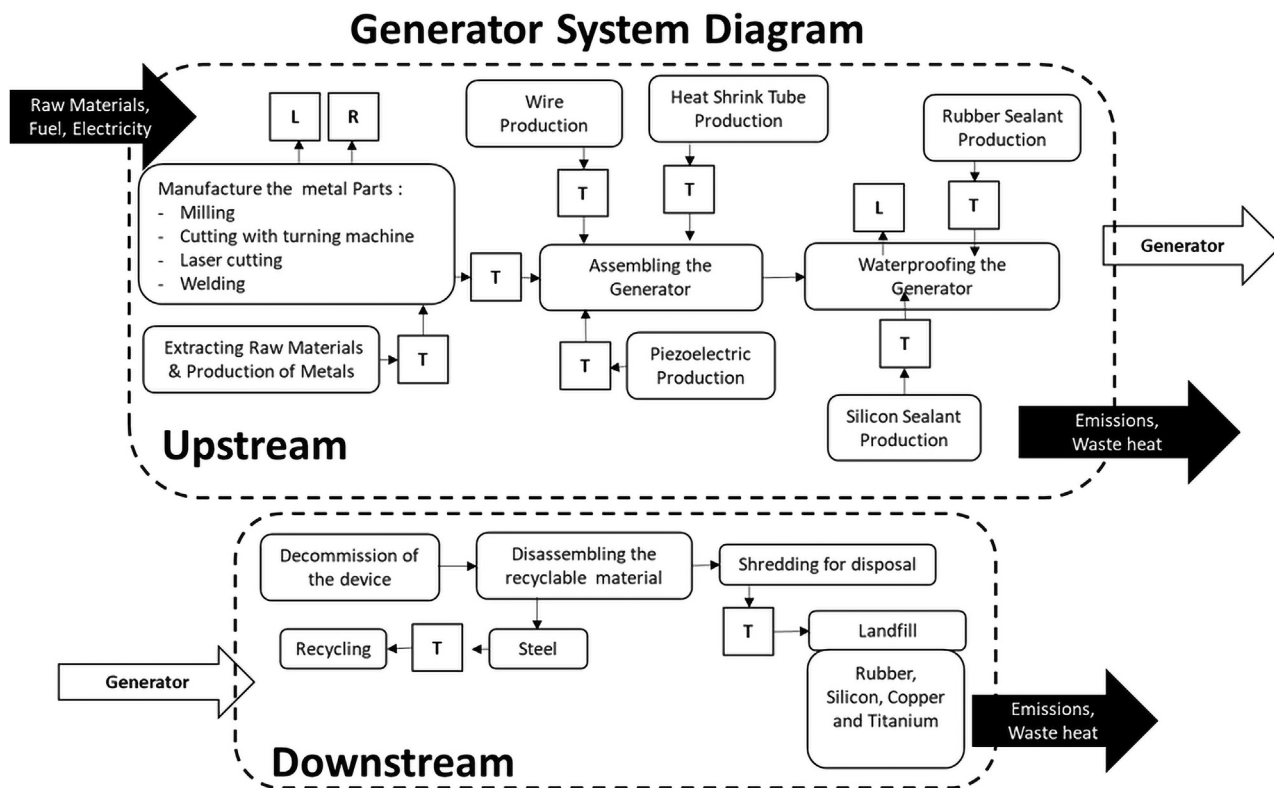 Generator System Diagram
Raw Materials,
Fuel, Electricity
L
R
Wire
Production
Heat Shrink Tube
Production
Rubber Sealant
Production
T
T
L
T
Manufacture the metal Parts :
- Milling
- Cutting with turning machine
- Laser cutting
- Welding
T
Assembling the
Generator
Waterproofing the
Generator
Generator
Extracting Raw Materials
& Production of Metals
T
T
Piezoelectric
Production
T
Silicon Sealant
Production
Upstream
Emissions,
Waste heat
Decommission of
the device
Disassembling the
recyclable material
Shredding for disposal
Recycling
T
Steel
T
Landfill
Generator
Rubber,
Silicon, Copper
and Titanium
Emissions,
Waste heat
Downstream